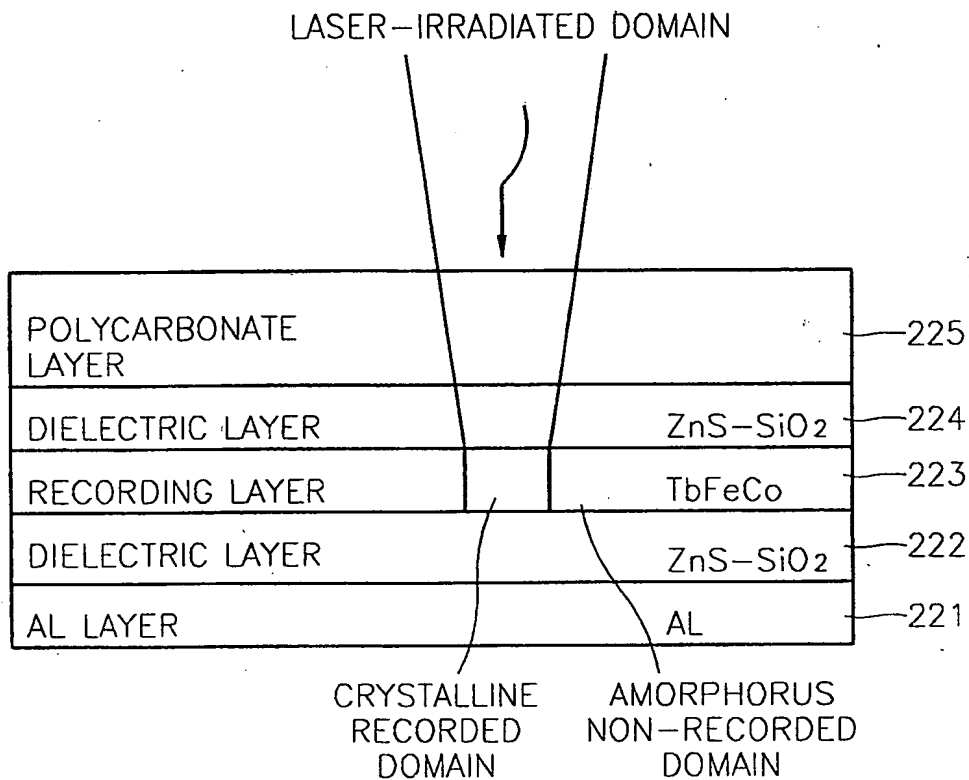 LASER-IRRADIATED DOMAIN
POLYCARBONATE
LAYER
225
DIELECTRIC LAYER ZnS-SiO2 224
RECORDING LAYER TbFeCo 223
DIELECTRIC LAYER ZnS-SiO2 222
AL LAYER AL 221
CRYSTALLINE
RECORDED
DOMAIN
AMORPHORUS
NON-RECORDED
DOMAIN